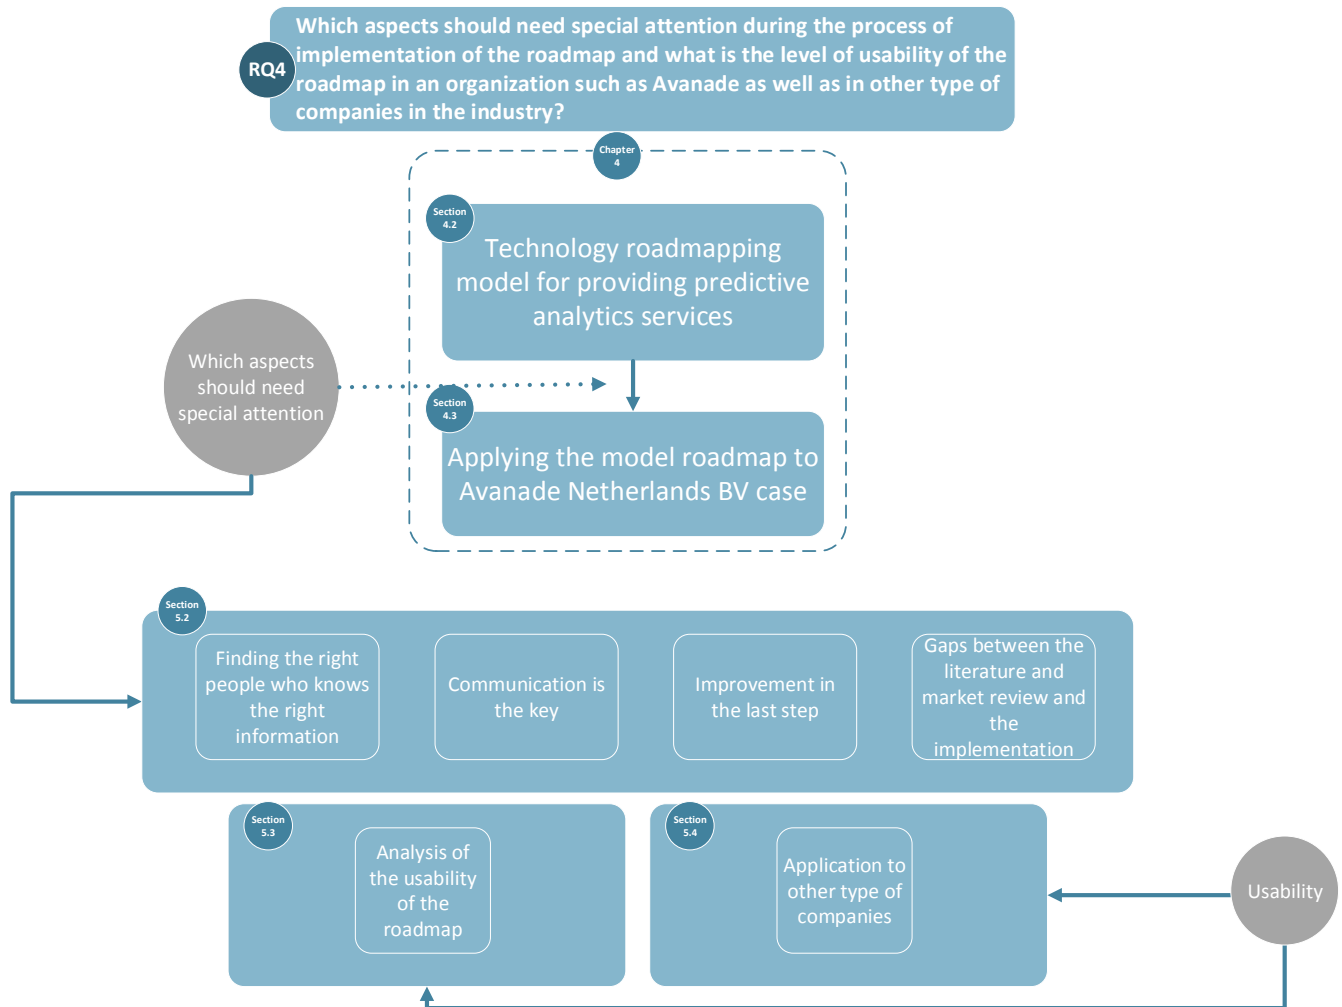 Which aspects should need special attention during the process of
implementation of the roadmap and what is the level of usability of the
RQ4
roadmap in an organization such as Avanade as well as in other type of
companies in the industry?
Chapter
4
Section
4.2
Technology roadmapping
model for providing predictive
analytics services
Which aspects
should need
special attention
Section
4.3
Applying the model roadmap to
Avanade Netherlands BV case
Section
5.2
Finding the right
people who knows
the right
information
Communication is
the key
Improvement in
the last step
Gaps between the
literature and
market review and
the
implementation
Section
5.3
Analysis of
the usability
of the
roadmap
Section
5.4
Application to
other type of
companies
Usability